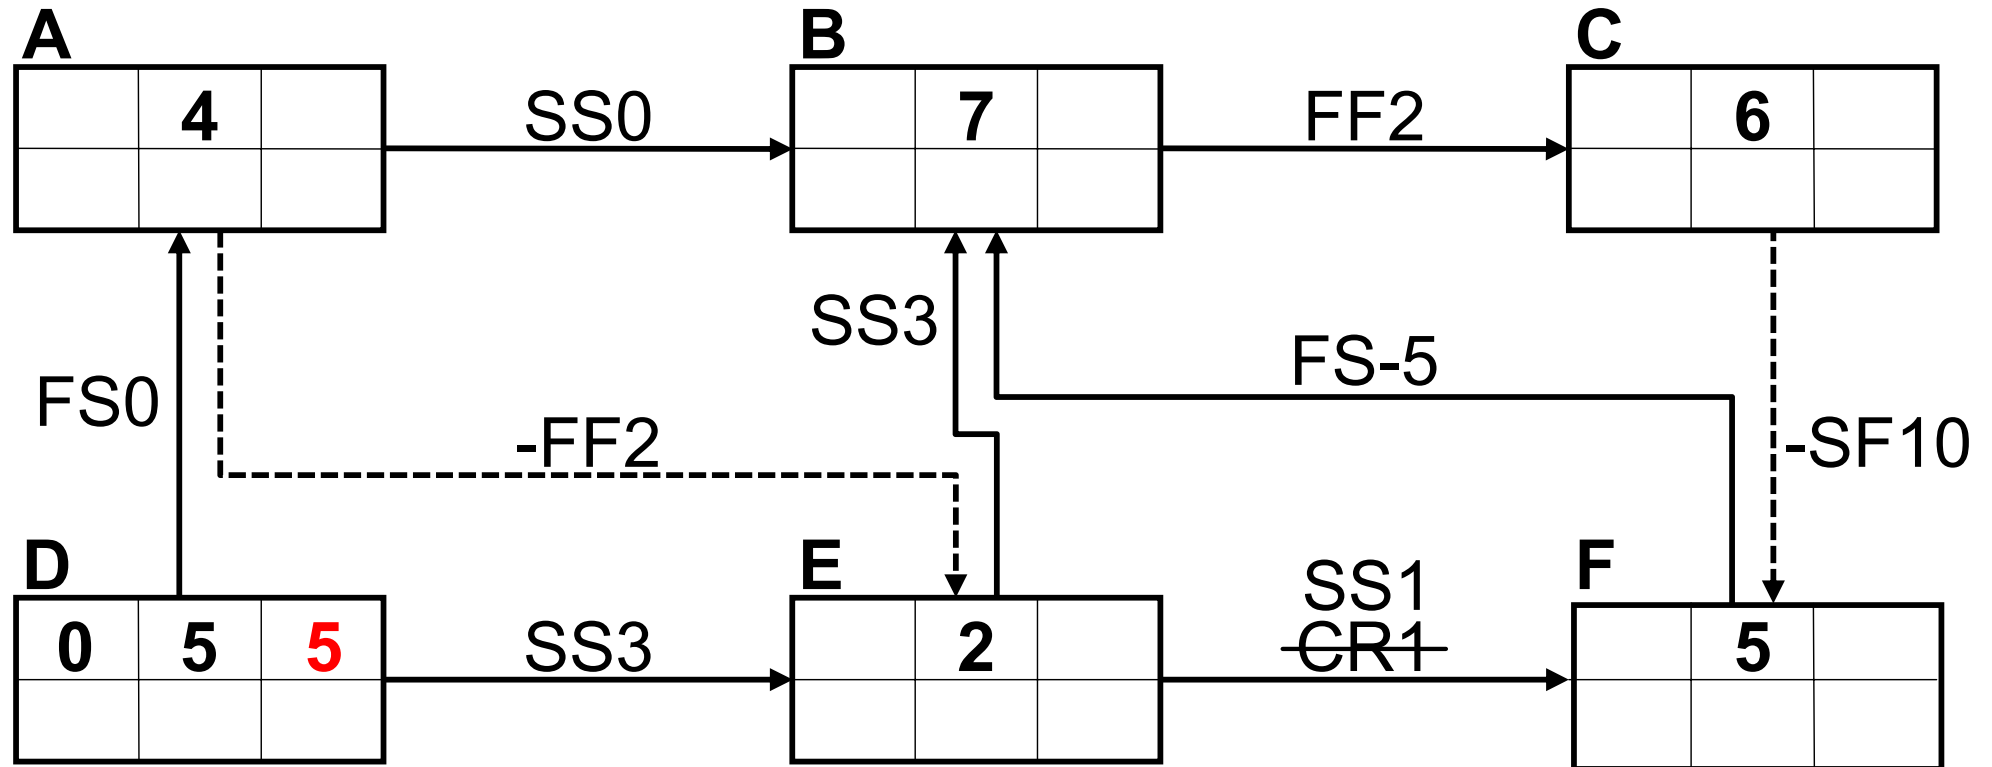 A B C
4 SS0 7 FF2 6
SS3
FS-5
FS0
-FF2
-SF10
D E F
SS1
0 5 5 SS3 2 CR1 5